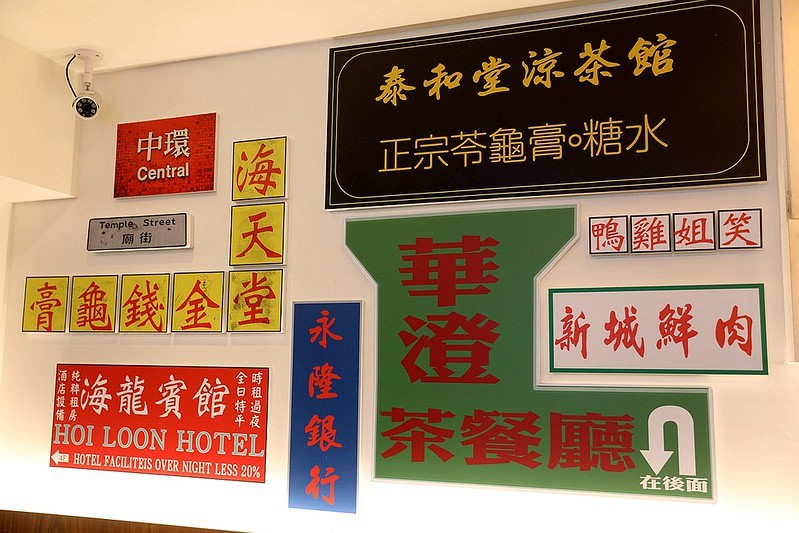 泰和堂涼茶館
正宗苓龜膏。糖水
中環
Central
Temple Street
廟街
海天
堂金錢龜膏
笑姐雞鴨
新城鮮肉
華澄
茶餐廳
在後面
永隆銀行
時租過夜
全日特平
海龍賓館
純粹租房
酒店設備
HOI LOON HOTEL
HOTEL FACILITEIS OVER NIGHT LESS 20%